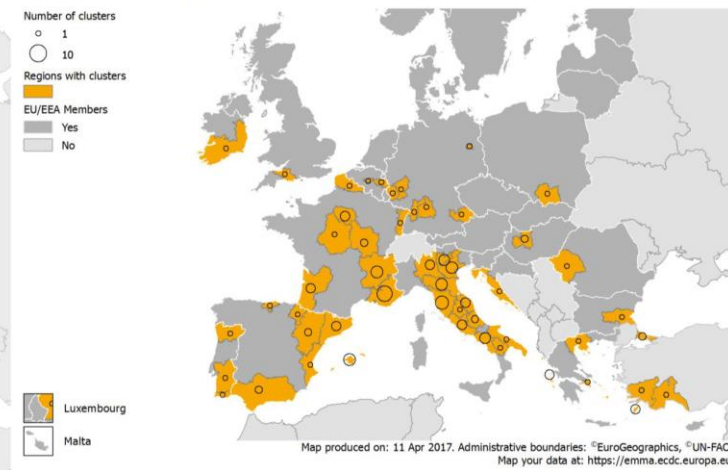 Number of clusters
1
10
Regions with clusters
EU/EEA Members
Yes
No
Luxembourg
Malta
Map produced on: 11 Apr 2017. Administrative boundaries: ©EuroGeographics, ©UN-FAO
Map your data at: https://emma.ecdc.europa.eu